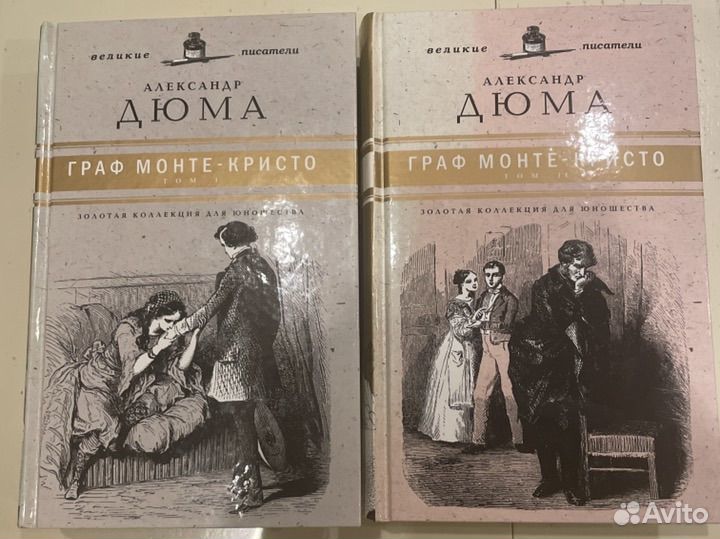 великие писатели
АЛЕКСАНДР
ДЮМА
ГРАФ МОНТЕ-КРИСТО
ТОМ I
ЗОЛОТАЯ КОЛЛЕКЦИЯ ДЛЯ ЮНОШЕСТВА
великие писатели
АЛЕКСАНДР
ДЮМА
ГРАФ МОНТЕ-КРИСТО
ТОМ II
ЗОЛОТАЯ КОЛЛЕКЦИЯ ДЛЯ ЮНОШЕСТВА
Avito